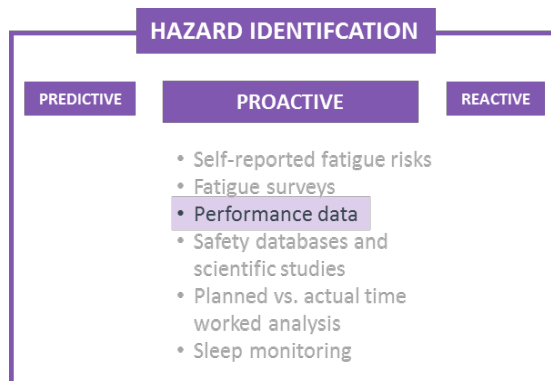 HAZARD IDENTIFCATION
PREDICTIVE
PROACTIVE
REACTIVE
• Self-reported fatigue risks
• Fatigue surveys
• Performance data
• Safety databases and
scientific studies
• Planned vs. actual time
worked analysis
• Sleep monitoring